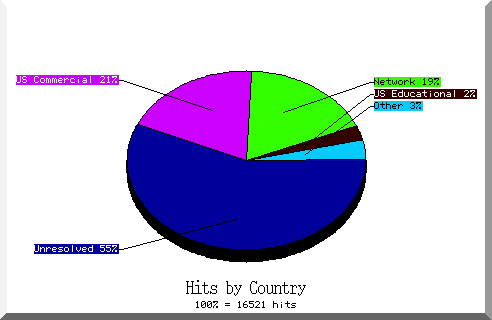 US Commercial 21%
Network 19%
US Educational 2%
Other 3%
Unresolved 55%
Hits by Country
100% = 16521 hits